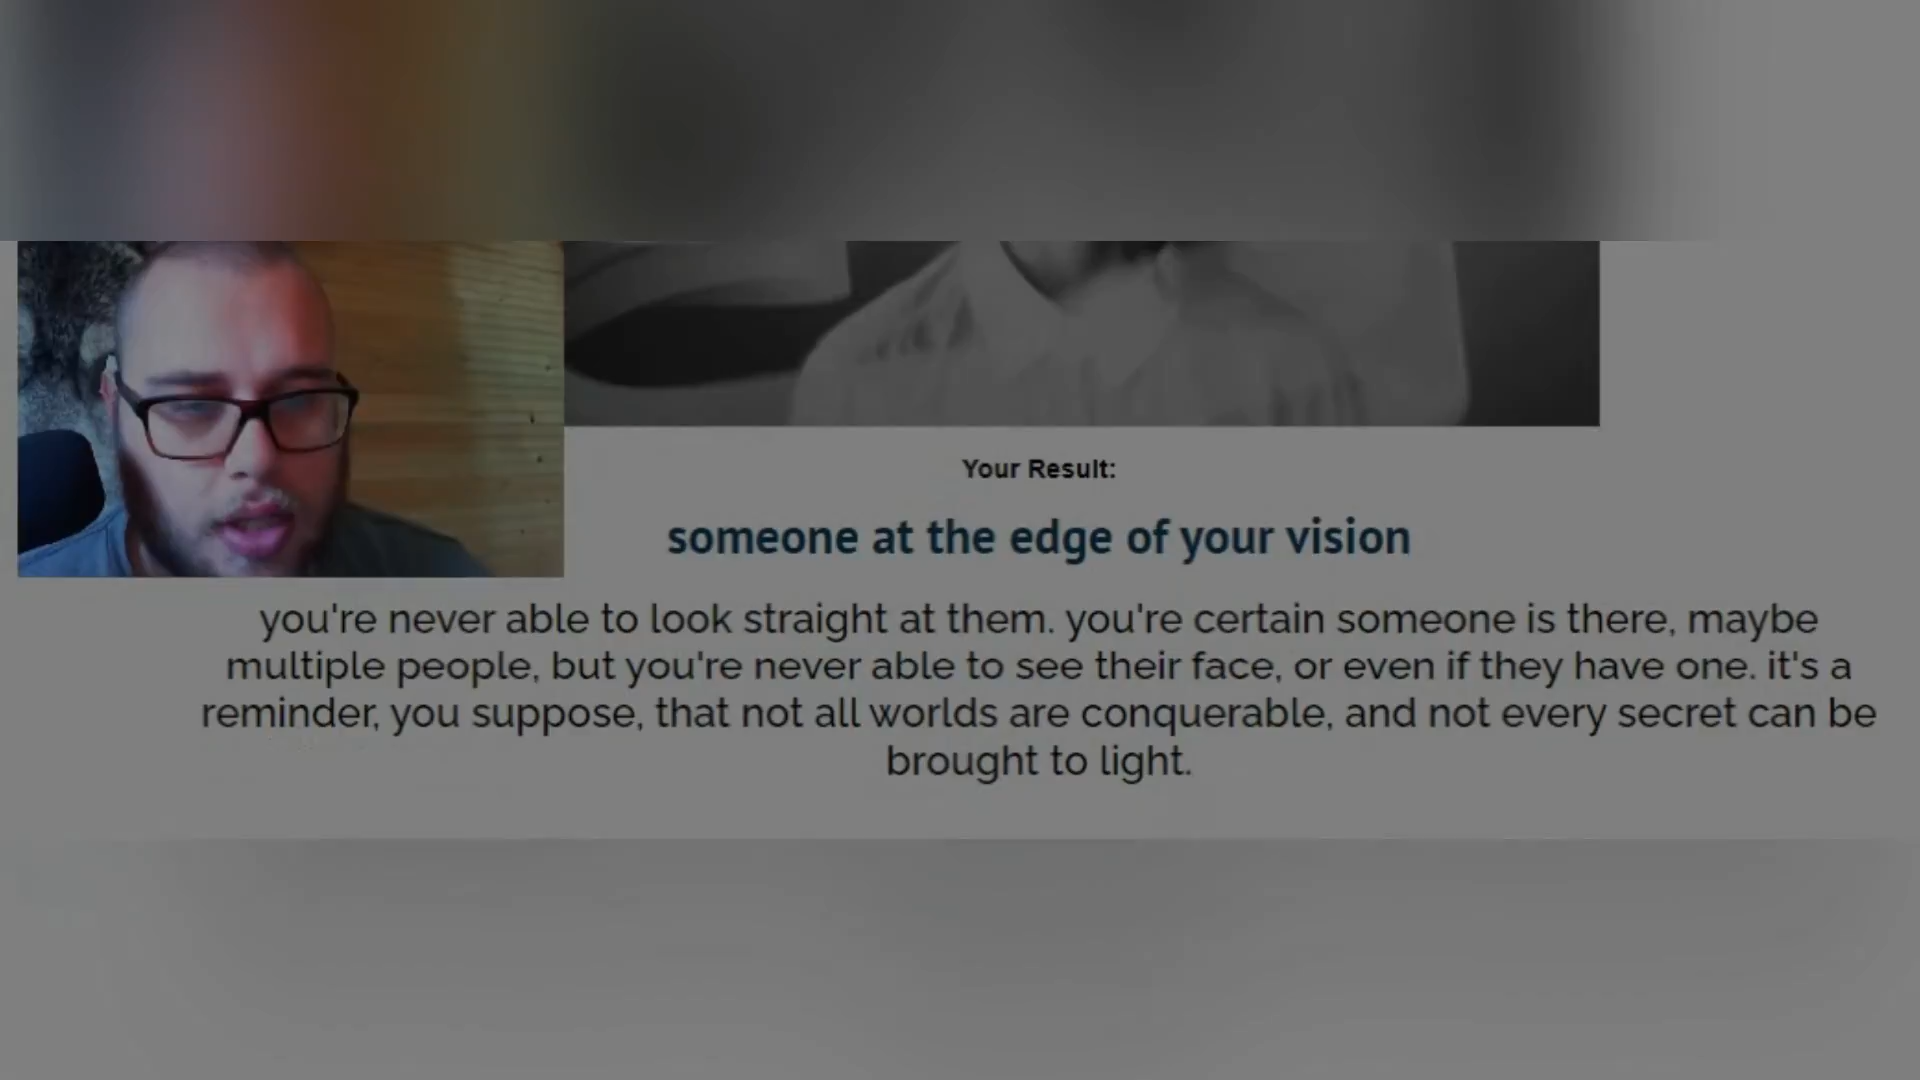 Your Result:
someone at the edge of your vision
you're never able to look straight at them. you're certain someone is there, maybe
multiple people, but you're never able to see their face, or even if they have one. it's a
reminder, you suppose, that not all worlds are conquerable, and not every secret can be
brought to light.